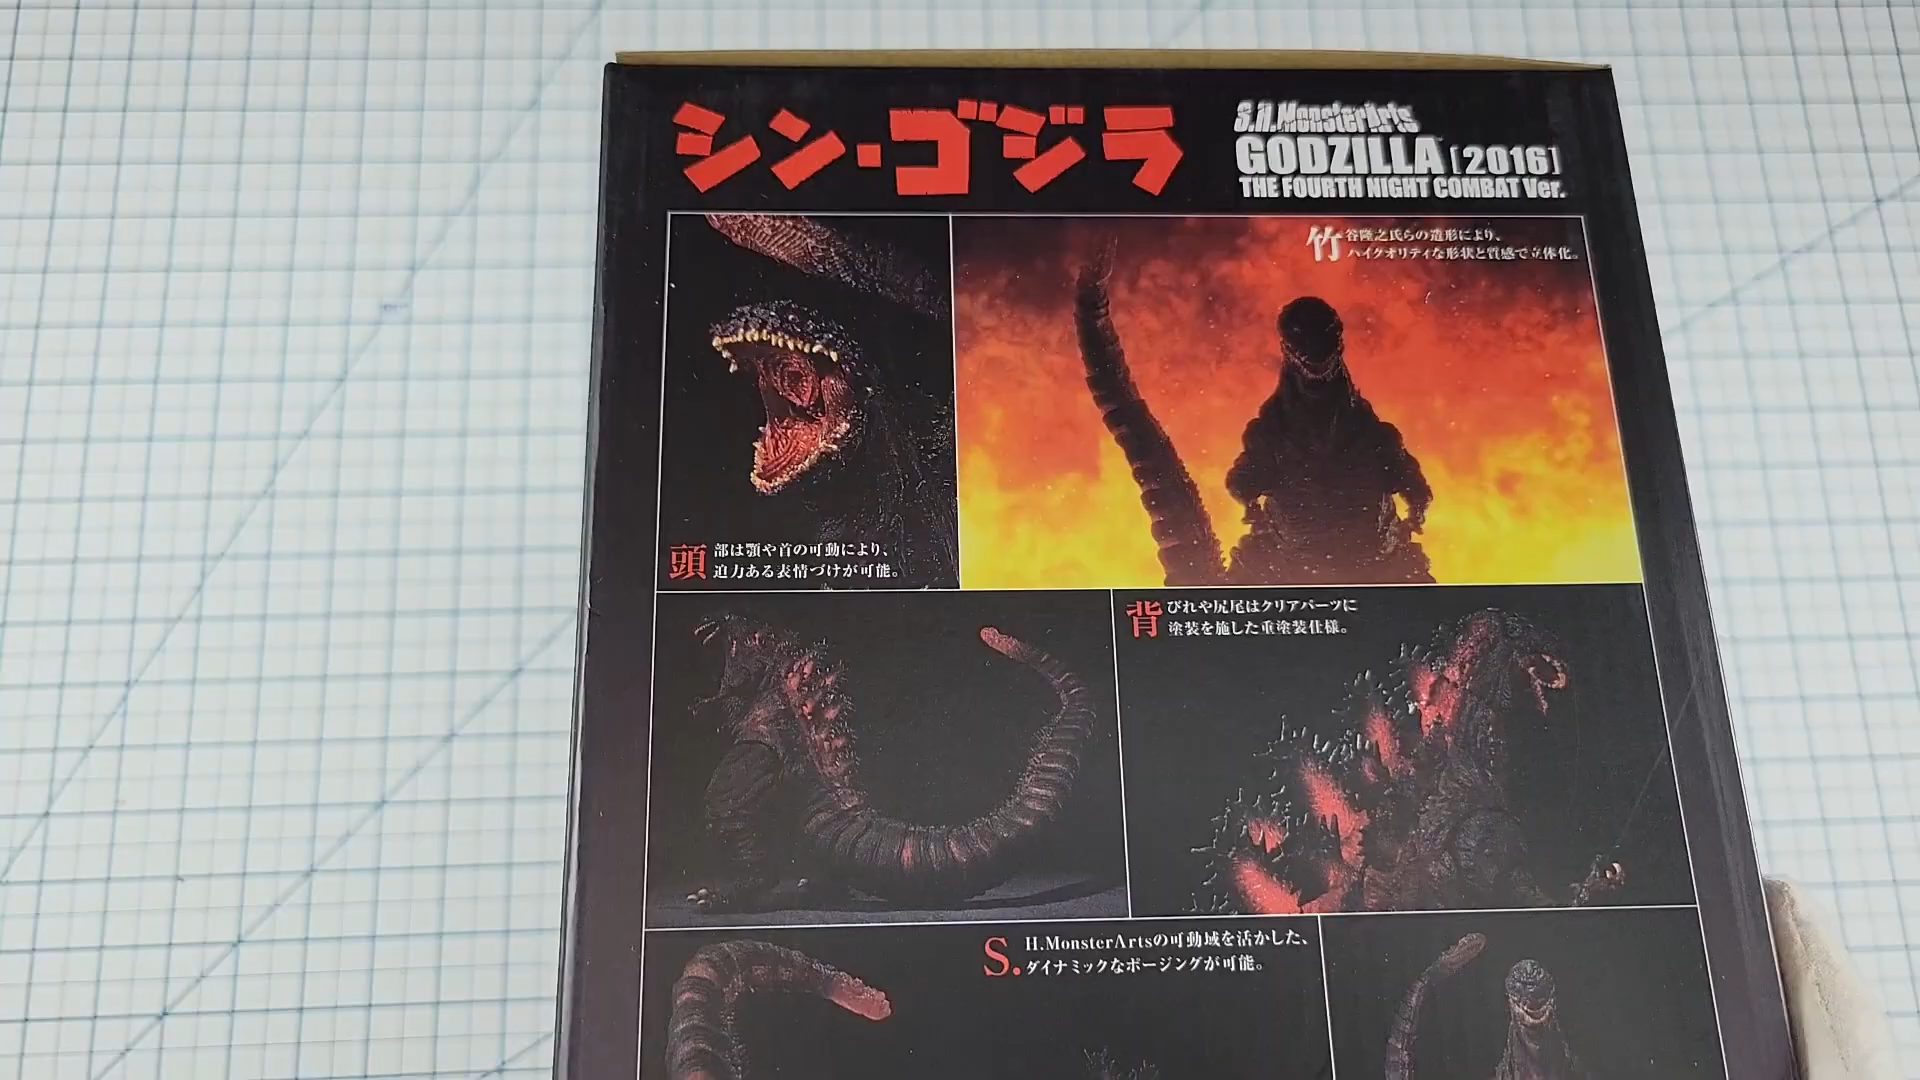 シン・ゴジラ
S.H.MonsterArts
GODZILLA [2016]
THE FOURTH NIGHT COMBAT Ver.
竹谷隆之氏らの造形により、
ハイクオリティな形状と質感で立体化。
頭部は顎や首の可動により、
迫力ある表情づけが可能。
背びれや尻尾はクリアパーツに
塗装を施した重塗装仕様。
S.H.MonsterArtsの可動域を活かした、
ダイナミックなポージングが可能。